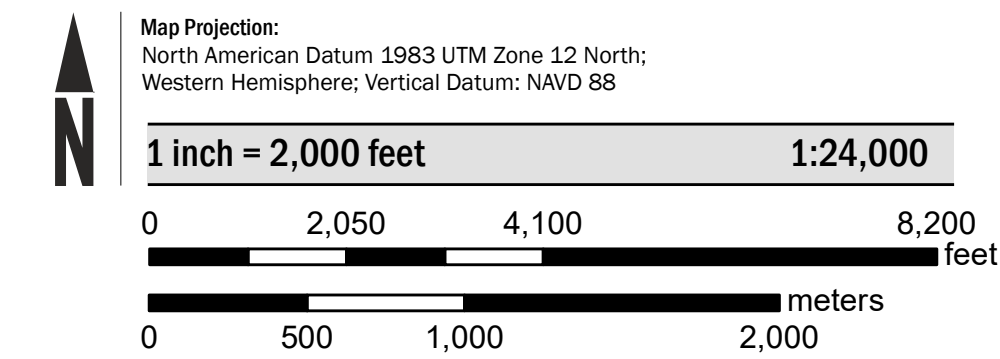 Map Projection:
North American Datum 1983 UTM Zone 12 North;
Western Hemisphere; Vertical Datum: NAVD 88
N
1 inch = 2,000 feet 1:24,000
0 2,050 4,100 8,200
feet
meters
0 500 1,000 2,000